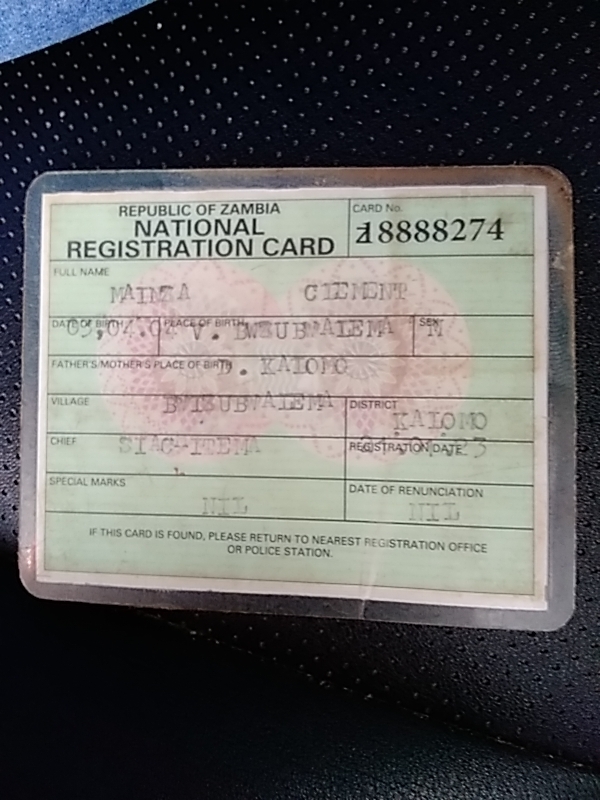 REPUBLIC OF ZAMBIA
NATIONAL
REGISTRATION CARD
CARD No.
18888274
FULL NAME
MAINZA CLEMENT
DATE OF BIRTH PLACE OF BIRTH SEX
V. M
FATHER'S/MOTHER'S PLACE OF BIRTH
D. KALOMO
VILLAGE
DISTRICT
KALOMO
CHIEF
REGISTRATION DATE
SPECIAL MARKS
NIL
DATE OF RENUNCIATION
NIL
IF THIS CARD IS FOUND, PLEASE RETURN TO NEAREST REGISTRATION OFFICE
OR POLICE STATION.